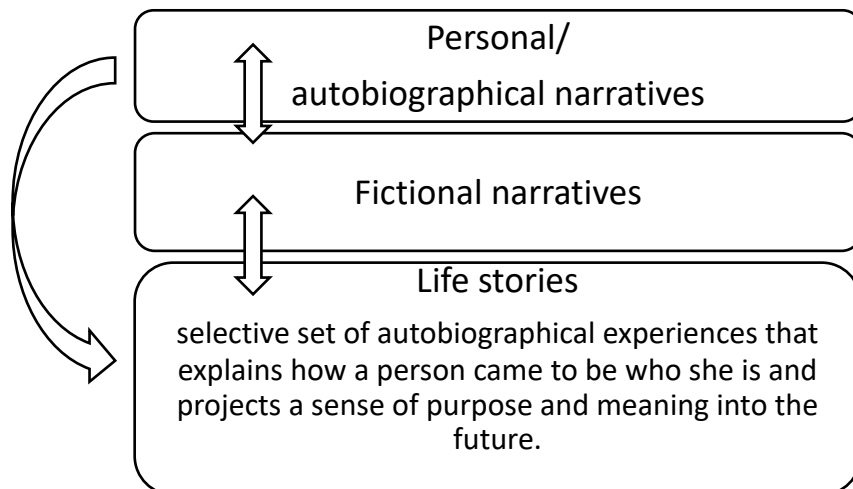 Personal/
autobiographical narratives
Fictional narratives
Life stories
selective set of autobiographical experiences that
explains how a person came to be who she is and
projects a sense of purpose and meaning into the
future.